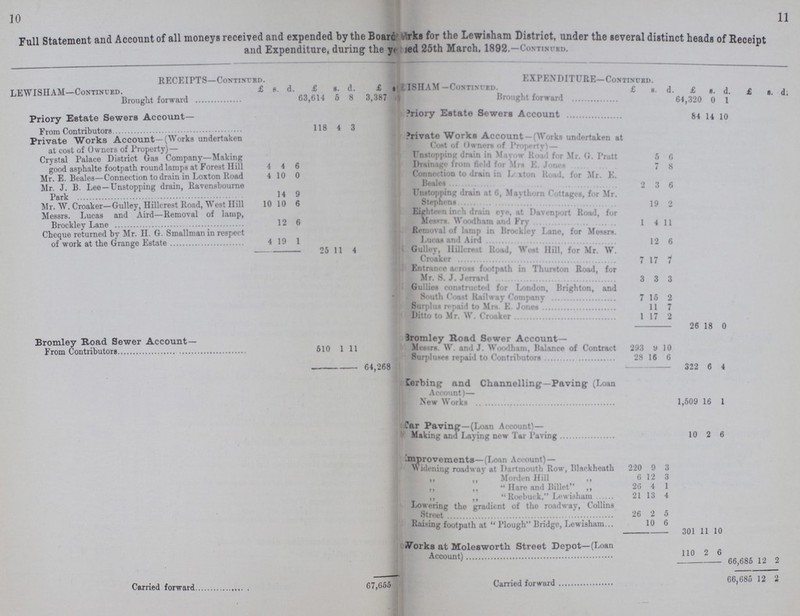 10
11
Full Statement and Account of all moneys received and expended by the Board Works for the Lewisham District, under the several distinct heads of Receipt
and Expenditure, during the 25th March, 1892.—CONTINUED.
RECEIPTS—CONTINUED.
LEWISHAM—CONTINUED. £ s. d. £ s. d. £
Brought forward 63,614 5 8 3,387
Priory Estate Sewers Account—
From Contributors 118 4 3
Private Works Account—(Works undertaken
at cost of Owners of Property)—
Crystal Palace District Gas Company—Making
good asphalte footpath round lamps at Forest Hill 4 4 6
Mr. E. Beales—Connection to drain in Loxton Road 4 10 0
Mr. J. B. Lee—Unstopping drain, Ravensbourne
Park 14 9
Mr. W. Croaker—Gulley, Hillcrest Road, West Hill 10 10 6
Messrs. Lucas and Aird—Removal of lamp,
Brockley Lane 12 6
Cheque returned by Mr. H. G. Smallman in respect
of work at the Grange Estate 4 19 1
25 11 4
Bromley Road Sewer Account—
From Contributors 510 1 11
64,268
Carried forward 67,655
EXPENDITURE—CONTINUED.
ISHAM—CONTINUED. £ s. d. £ s. d. £ s. d.
Brought forward 64,320 0 1
Priory Estate Sewers Account 84 14 10
Private Works Account—(Works undertaken at
Cost of Owners of Property)—
Unstopping drain in Mayow Road for Mr. G. Pratt 5 6
Drainage from field for Mrs E. Jones 7 8
Connection to drain in Loxton Road, for Mr. E.
Beales 2 3 6
Unstopping drain at 6, Maythorn Cottages, for Mr.
Stephens 19 2
Eighteen inch drain eye, at Davenport Road, for
Messrs. Woodham and Fry 1 4 11
Removal of lamp in Brockley Lane, for Messrs.
Lucas and Aird 12 6
Gulley, Hillcrest Road, West Hill, for Mr. W.
Croaker 7 17 7
Entrance across footpath in Thurston Road, for
Mr. S. J. Jerrard 3 3 3
Gullies constructed for London, Brighton, and
South Coast Railway Company 7 15 2
Surplus repaid to Mrs. E. Jones 11 7
Ditto to Mr. W. Croaker 1 17 2
26 18 0
Bromley Road Sewer Account—
Messrs. W. and J. Woodham, Balance of Contract 293 9 10
Surpluses repaid to Contributors 28 16 6
322 6 4
Kerbing and Channelling—Paving (Loan
Account)—
New Works 1,509 16 1
Tar Paving—(Loan Account)—
Making and Laying new Tar Paving 10 2 6
Improvements—(Loan Account)—
Widening roadway at Dartmouth Row, Blackheath 220 9 3
,, ,, Morden Hill ,, 6 12 3
,, ,, "Hare and Billet" ,, 26 4 1
,, ,, "Roebuck," Lewisham 21 13 4
Lowering the gradient of the roadway, Collins
Street 26 2 5
Raising footpath at "Plough" Bridge, Lewisham... 10 6
301 11 10
Works at Molesworth Street Depot—(Loan
Account) 110 2 6
66,685 12 2
Carried forward 66,685 12 2